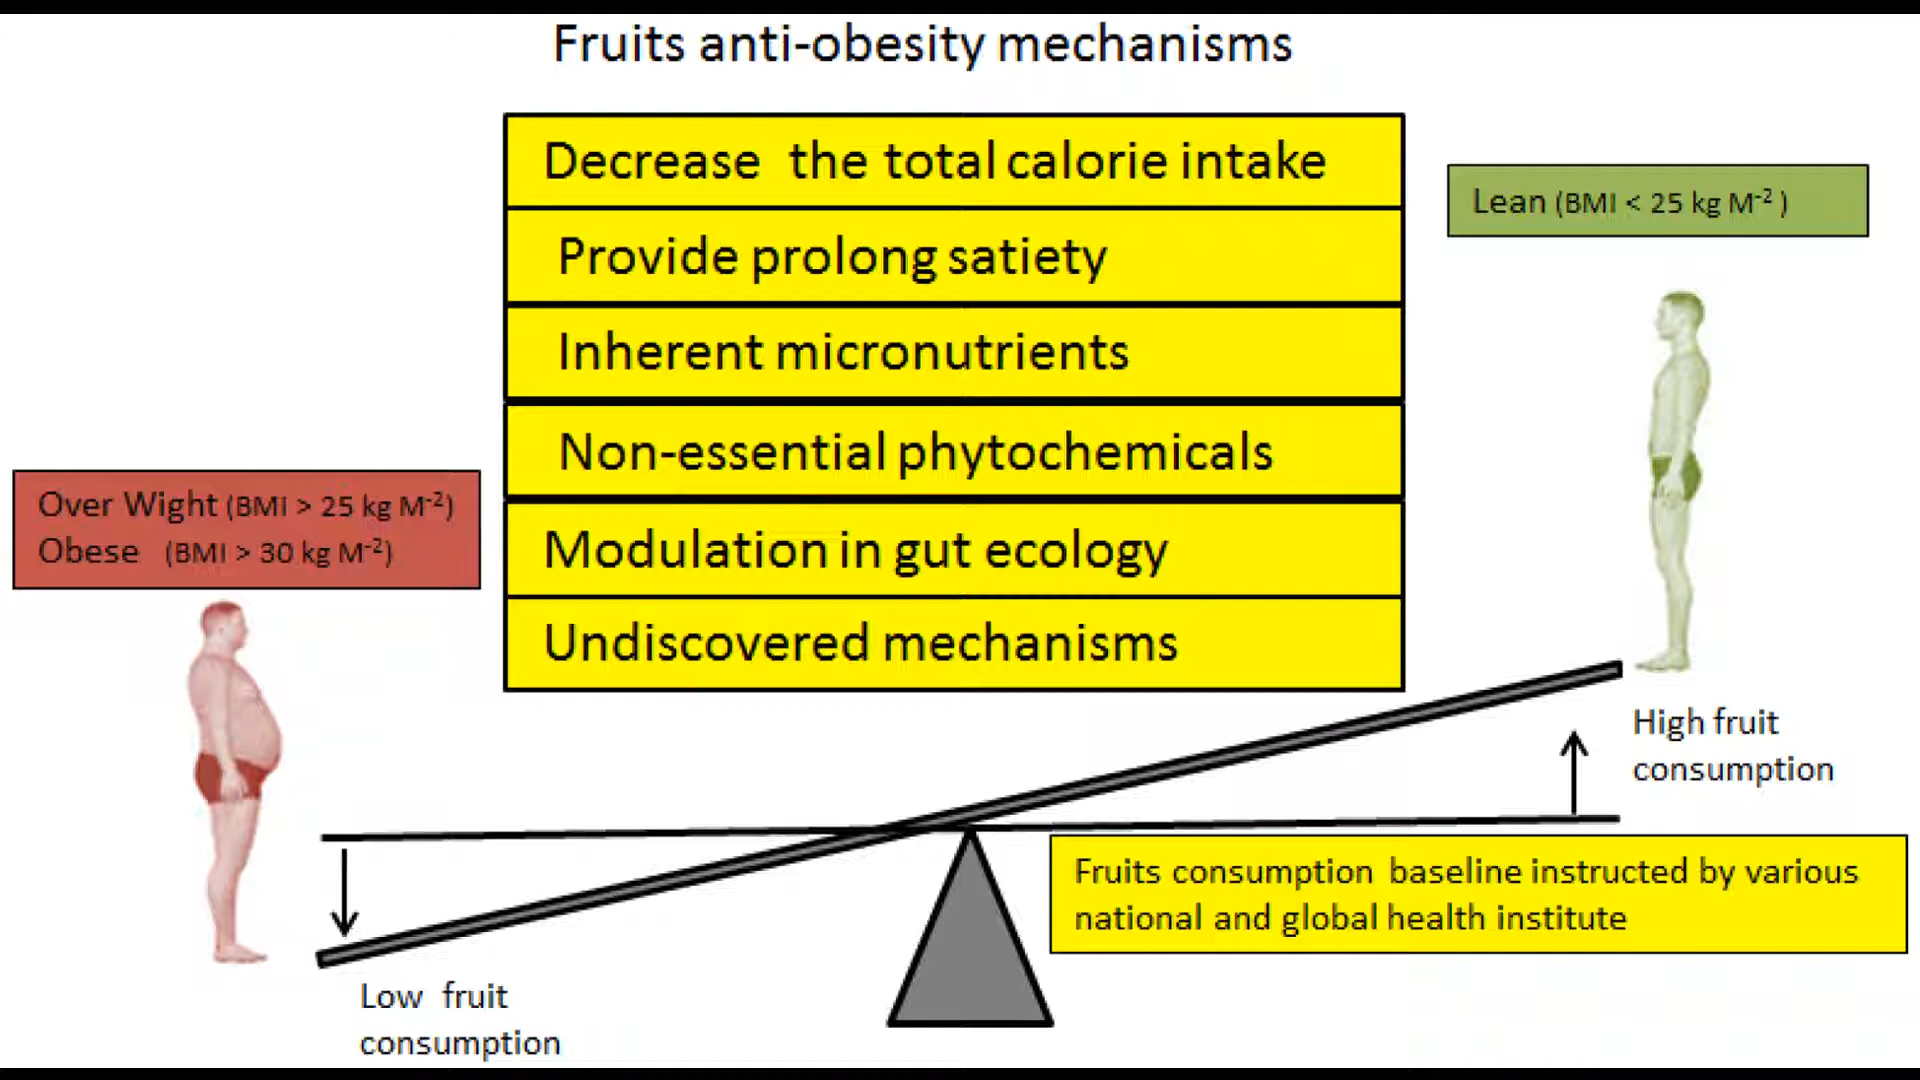 Fruits anti-obesity mechanisms
Decrease the total calorie intake
Provide prolong satiety
Inherent micronutrients
Non-essential phytochemicals
Modulation in gut ecology
Undiscovered mechanisms
Lean (BMI < 25 kg M-2 )
Over Wight (BMI > 25 kg M-2)
Obese (BMI > 30 kg M-2)
High fruit
consumption
Fruits consumption baseline instructed by various
national and global health institute
Low fruit
consumption